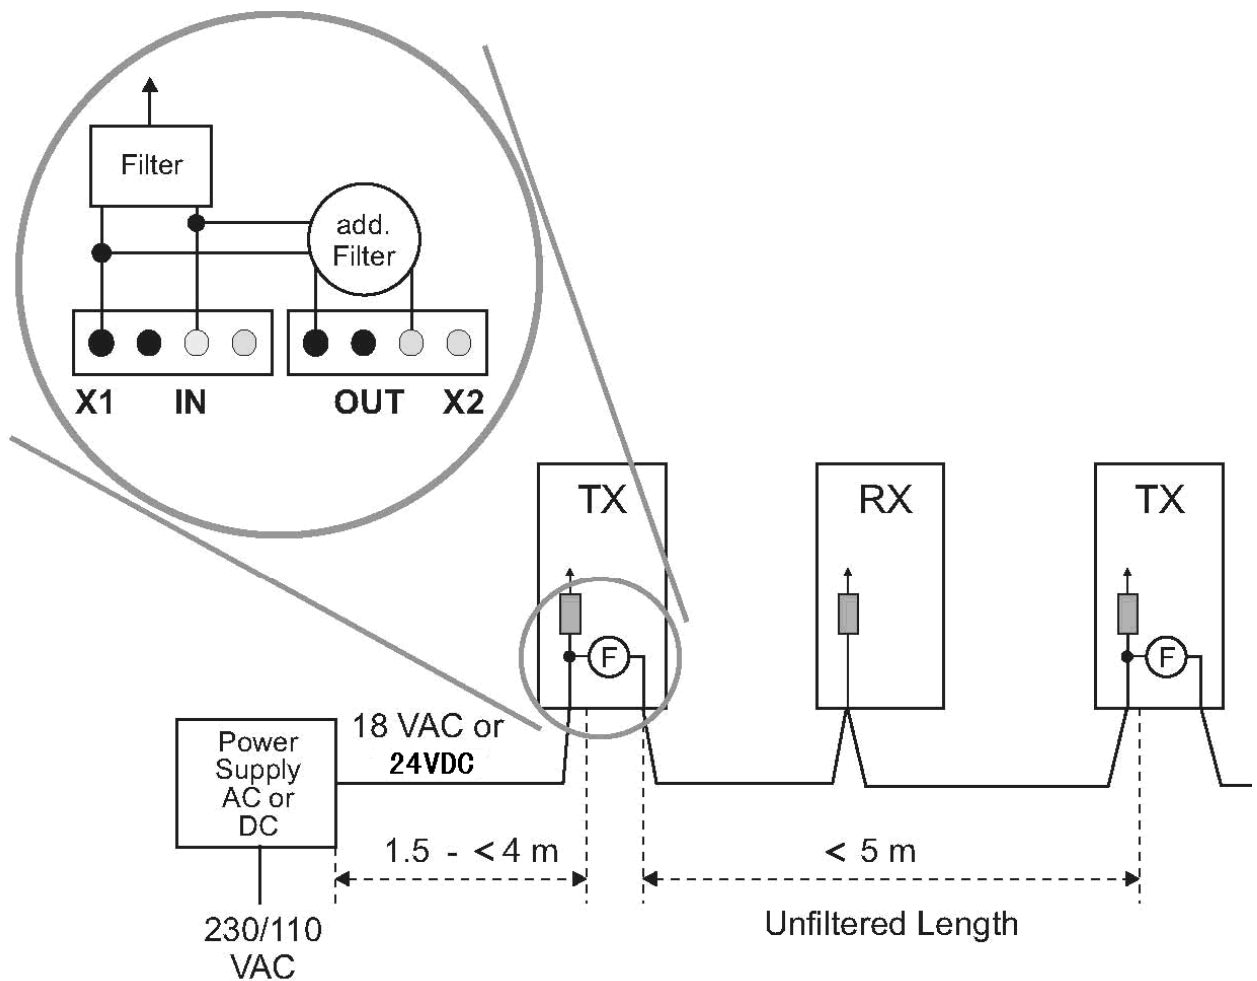 Filter
add.
Filter
X1 IN OUT X2
TX RX TX
F F
18 VAC or
24VDC
Power
Supply
AC or
DC
1.5 - < 4 m
< 5 m
Unfiltered Length
230/110
VAC